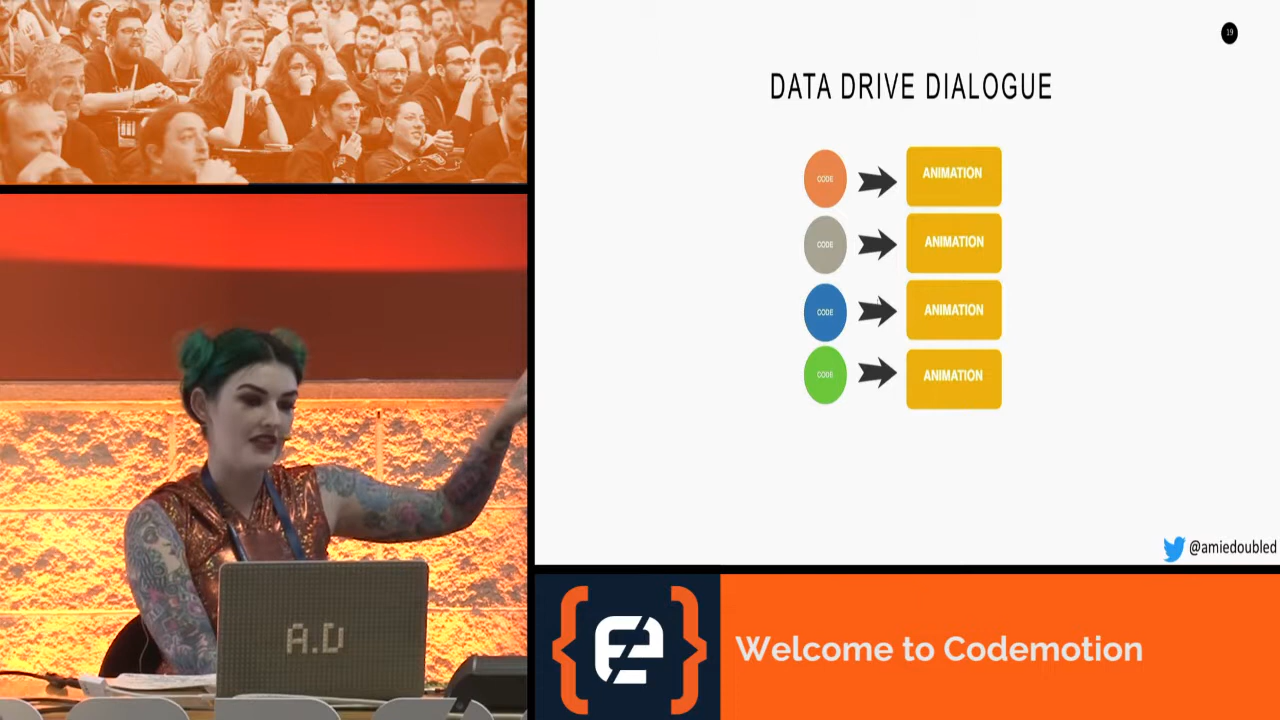 19
DATA DRIVE DIALOGUE
CODE
ANIMATION
CODE
ANIMATION
CODE
ANIMATION
CODE
ANIMATION
@amiedoubled
A.D
Welcome to Codemotion